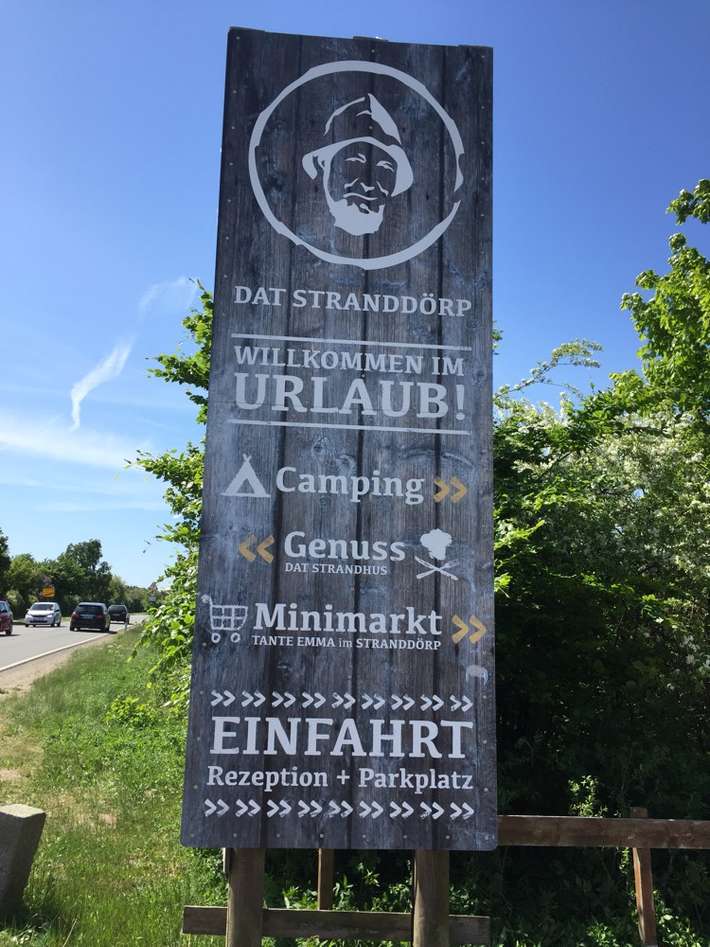 DAT STRANDDÖRP
WILLKOMMEN IM
URLAUB!
Camping >>
<< Genuss
DAT STRANDHUS
Minimarkt >>
TANTE EMMA im STRANDDÖRP
EINFAHRT
Rezeption + Parkplatz